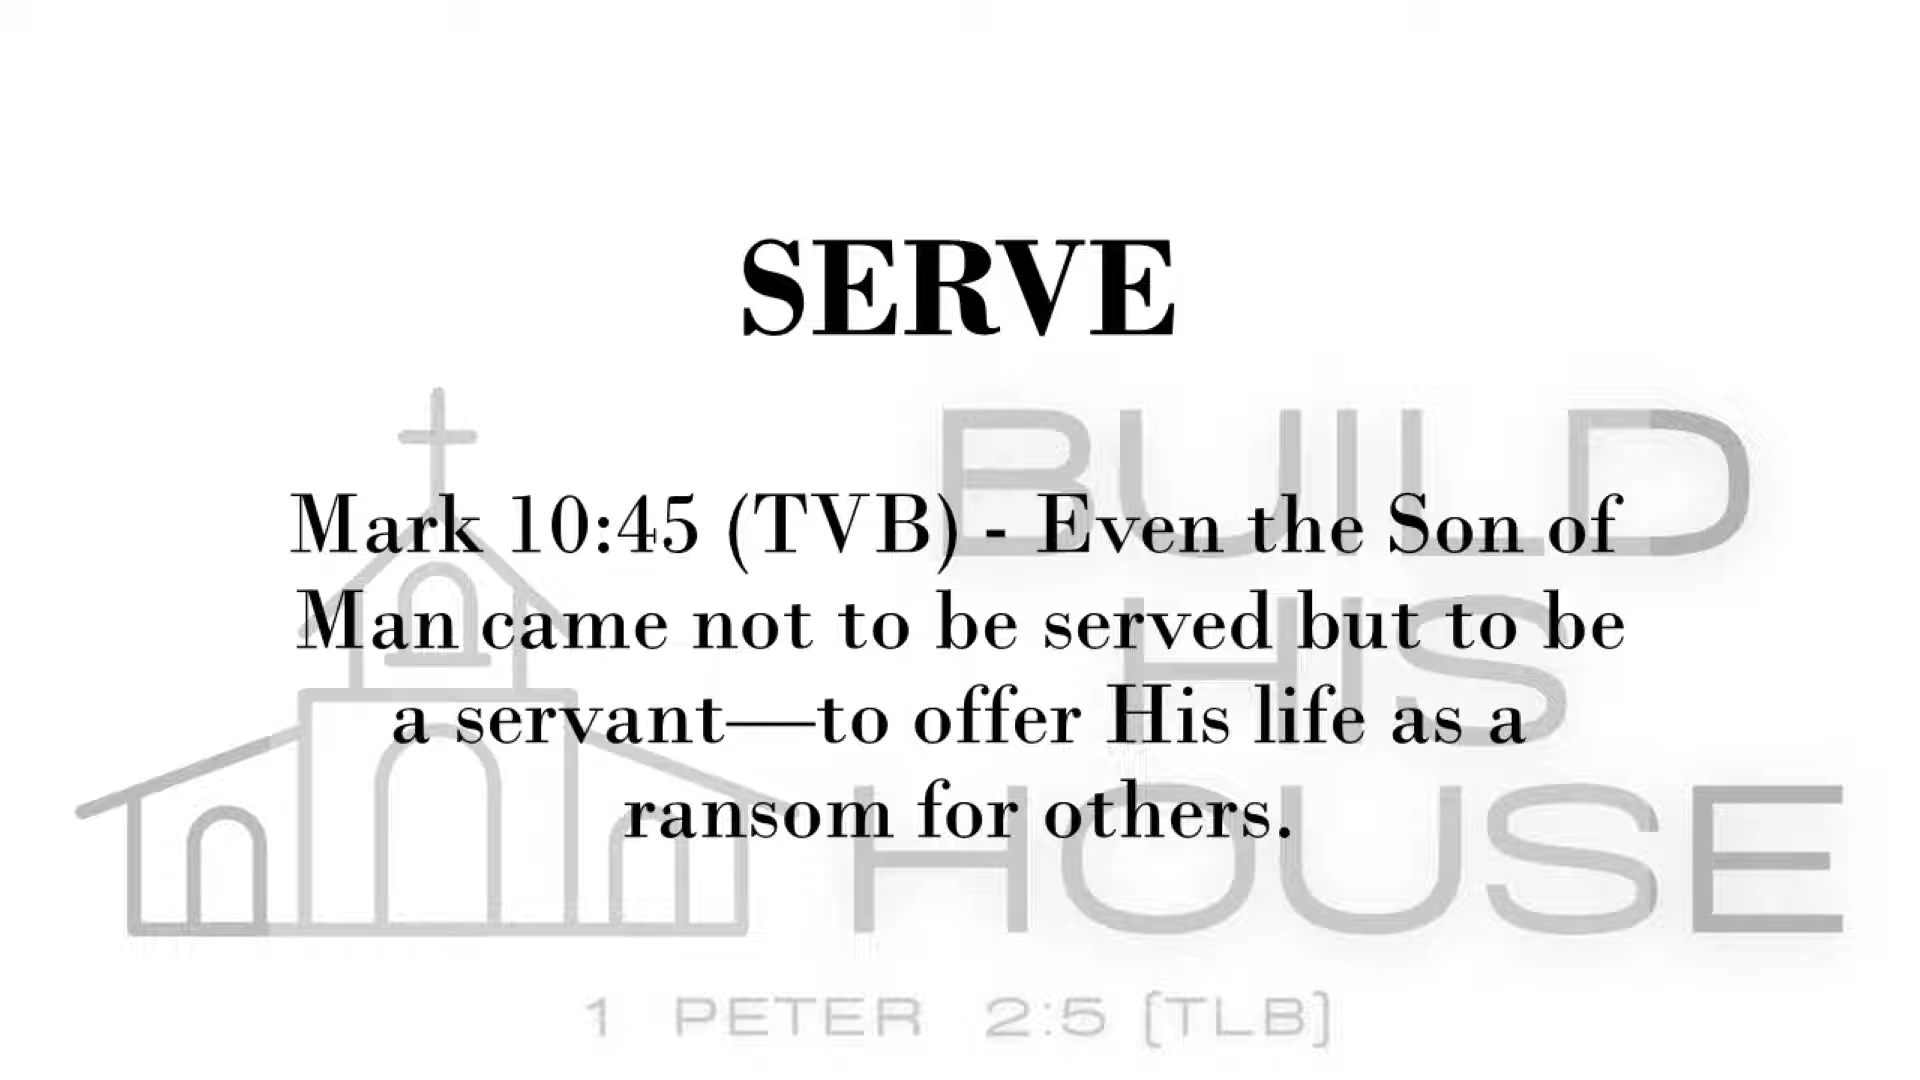 SERVE
BUILD
Mark 10:45 (TVB) - Even the Son of
Man came not to be served but to be
HIS
a servant—to offer His life as a
ransom for others.
HOUSE
1 PETER 2:5 [TLB]